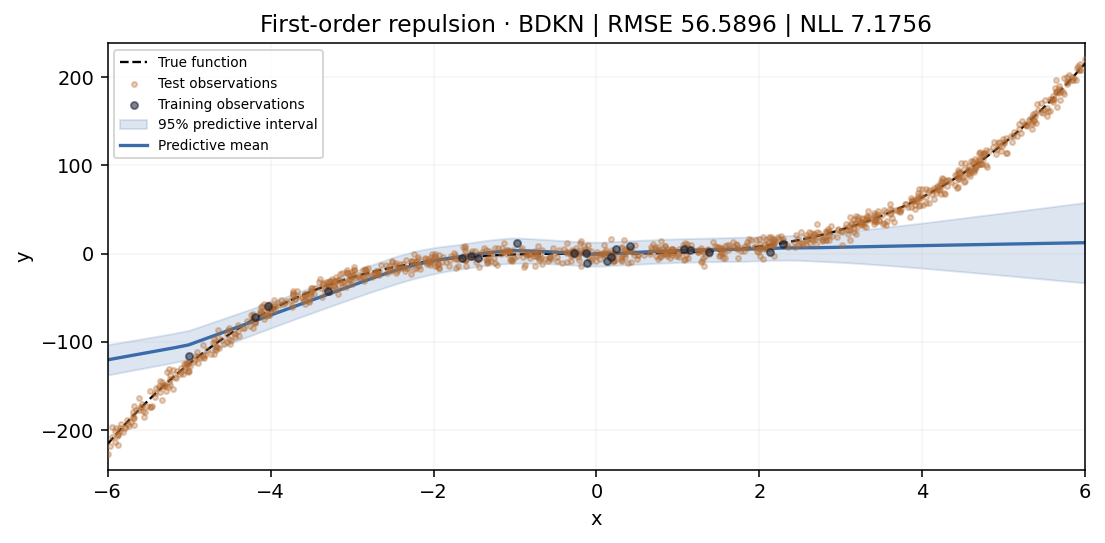 First-order repulsion · BDKN | RMSE 56.5896 | NLL 7.1756
True function
Test observations
Training observations
95% predictive interval
Predictive mean
200
100
0
−100
−200
y
−6 −4 −2 0 2 4 6
x